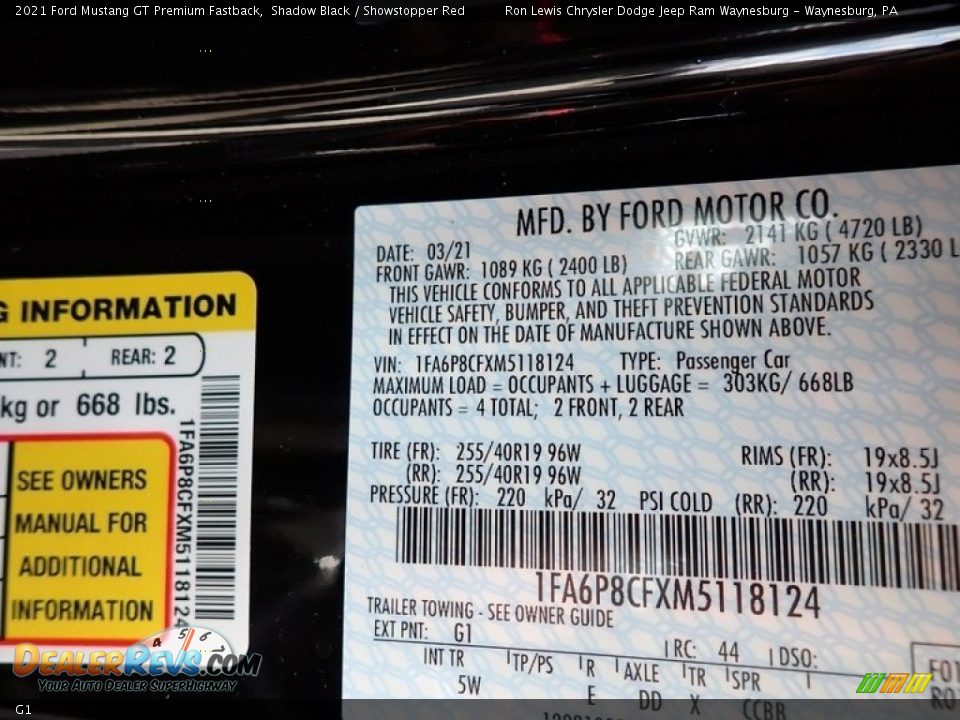 2021 Ford Mustang GT Premium Fastback, Shadow Black / Showstopper Red Ron Lewis Chrysler Dodge Jeep Ram Waynesburg - Waynesburg, PA
G INFORMATION
NT: 2 REAR: 2
kg or 668 lbs.
SEE OWNERS
MANUAL FOR
ADDITIONAL
INFORMATION
1FA6P8CFXM5118124
MFD. BY FORD MOTOR CO.
DATE: 03/21 GVWR: 2141 KG ( 4720 LB)
FRONT GAWR: 1089 KG ( 2400 LB) REAR GAWR: 1057 KG ( 2330 L
THIS VEHICLE CONFORMS TO ALL APPLICABLE FEDERAL MOTOR
VEHICLE SAFETY, BUMPER, AND THEFT PREVENTION STANDARDS
IN EFFECT ON THE DATE OF MANUFACTURE SHOWN ABOVE.
VIN: 1FA6P8CFXM5118124 TYPE: Passenger Car
MAXIMUM LOAD = OCCUPANTS + LUGGAGE = 303KG/ 668LB
OCCUPANTS = 4 TOTAL; 2 FRONT, 2 REAR
TIRE (FR): 255/40R19 96W RIMS (FR): 19x8.5J
(RR): 255/40R19 96W (RR): 19x8.5J
PRESSURE (FR): 220 kPa/ 32 PSI COLD (RR): 220 kPa/ 32
1FA6P8CFXM5118124
TRAILER TOWING - SEE OWNER GUIDE
EXT PNT: G1 RC: 44 DSO:
INT TR TP/PS R AXLE TR SPR
5W E DD X CCBB
4 5 6
DealerRevs.com
Your Auto Dealer SuperHighway
G1